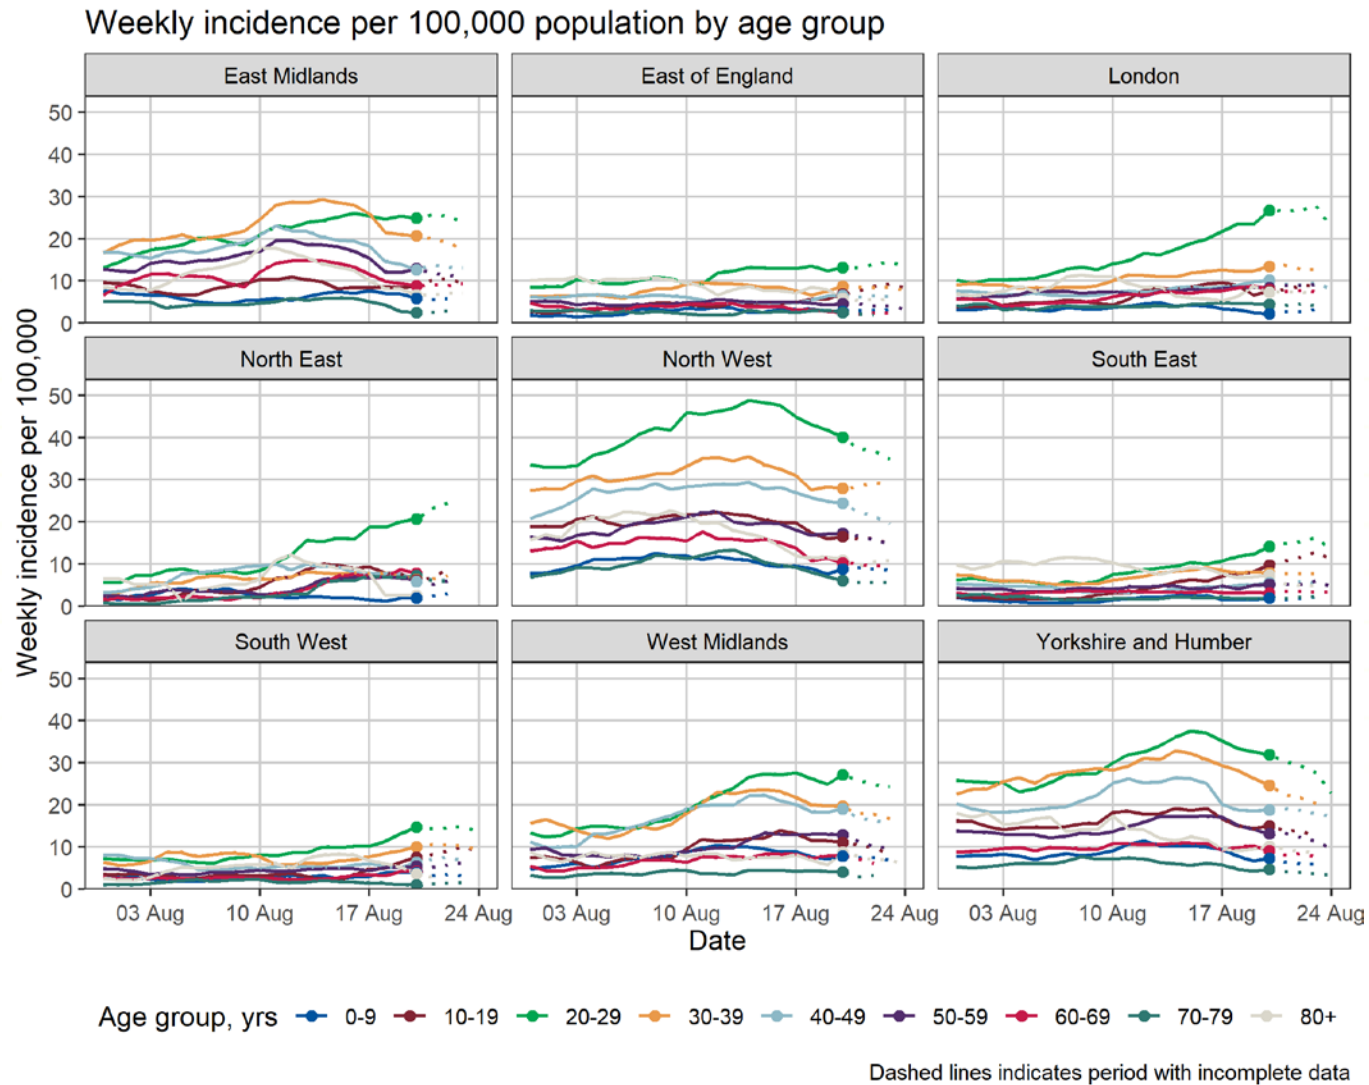 Weekly incidence per 100,000 population by age group
East Midlands
East of England
London
50
40
30
20
10
0
North East
North West
South East
50
40
30
20
10
0
South West
West Midlands
Yorkshire and Humber
50
40
30
20
10
0
Weekly incidence per 100,000
03 Aug 10 Aug 17 Aug 24 Aug
03 Aug 10 Aug 17 Aug 24 Aug
03 Aug 10 Aug 17 Aug 24 Aug
Date
Age group, yrs 0-9 10-19 20-29 30-39 40-49 50-59 60-69 70-79 80+
Dashed lines indicates period with incomplete data